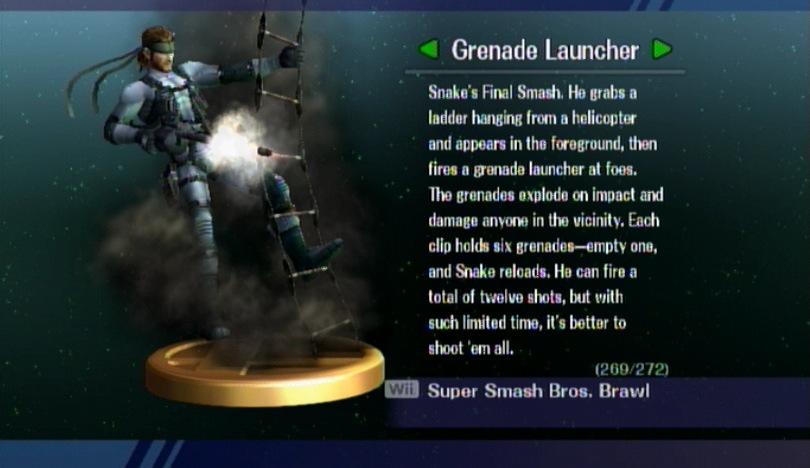 Grenade Launcher
Snake's Final Smash. He grabs a
ladder hanging from a helicopter
and appears in the foreground, then
fires a grenade launcher at foes.
The grenades explode on impact and
damage anyone in the vicinity. Each
clip holds six grenades—empty one,
and Snake reloads. He can fire a
total of twelve shots, but with
such limited time, it's better to
shoot 'em all.
(269/272)
Wii Super Smash Bros. Brawl